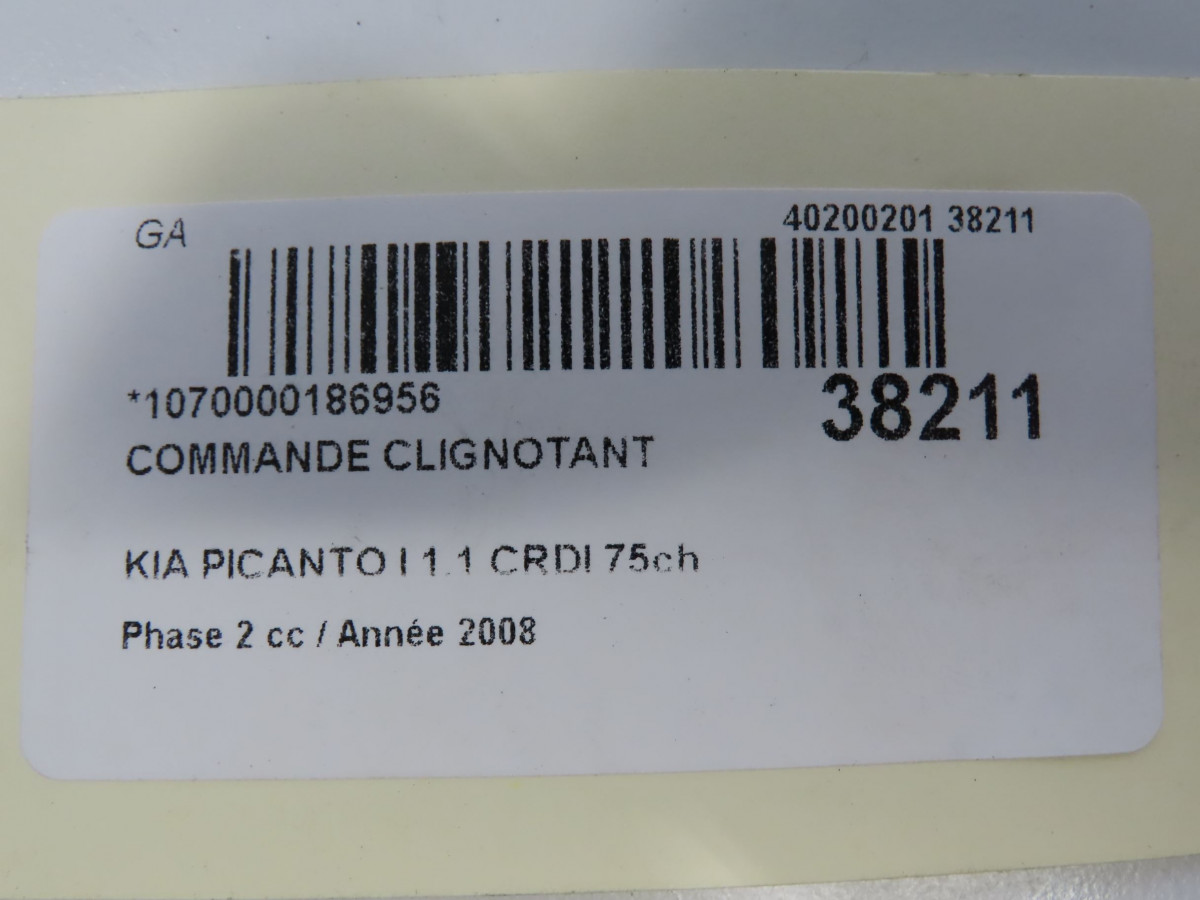 GA
40200201 38211
*1070000186956
38211
COMMANDE CLIGNOTANT
KIA PICANTO I 1.1 CRDI 75ch
Phase 2 cc / Année 2008